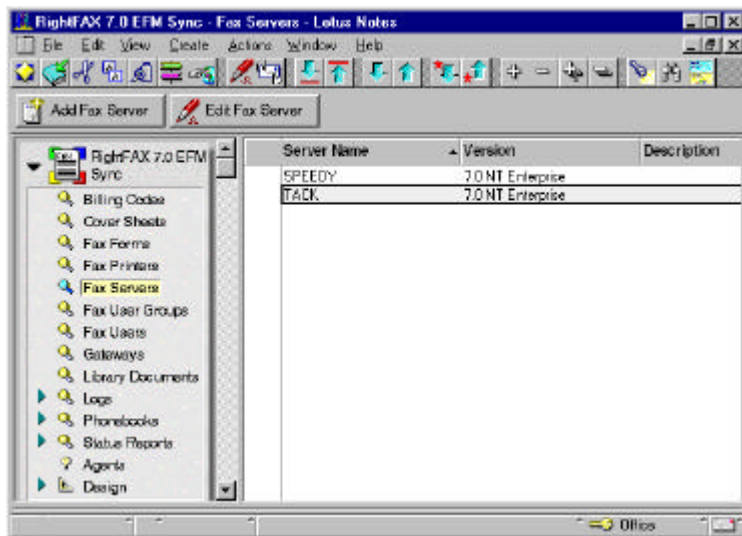 RightFAX 7.0 EFM Sync - Fax Servers - Lotus Notes
File Edit View Create Actions Window Help
Add Fax Server Edit Fax Server
RightFAX 7.0 EFM
Sync
Billing Codes
Cover Sheets
Fax Forms
Fax Printers
Fax Servers
Fax User Groups
Fax Users
Gateways
Library Documents
Logs
Phonebooks
Status Reports
Agents
Design
Server Name Version Description
SPEEDY 7.0 NT Enterprise
TACK 7.0 NT Enterprise
Office